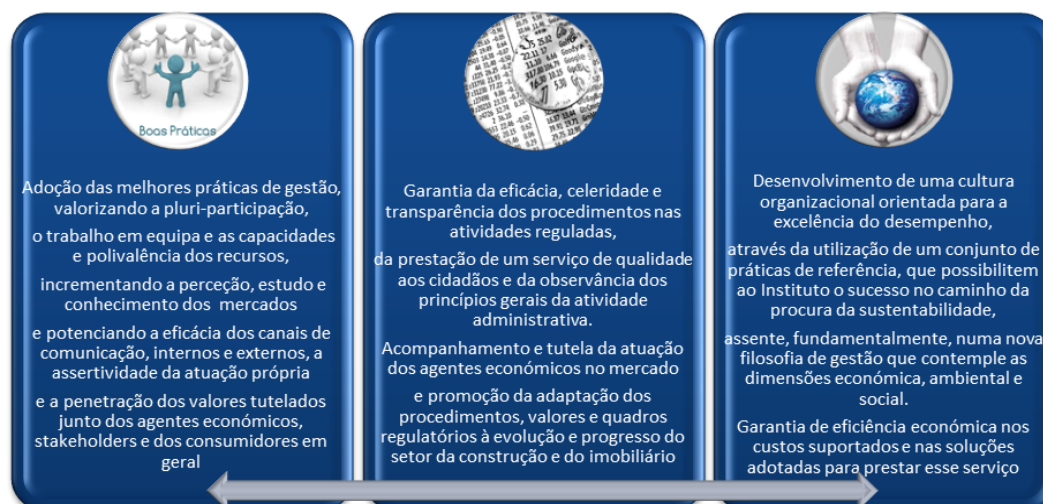 Boas Práticas
Adoção das melhores práticas de gestão,
valorizando a pluri-participação,
o trabalho em equipa e as capacidades
e polivalência dos recursos,
incrementando a perceção, estudo e
conhecimento dos mercados
e potenciando a eficácia dos canais de
comunicação, internos e externos, a
assertividade da atuação própria
e a penetração dos valores tutelados
junto dos agentes económicos,
stakeholders e dos consumidores em
geral
Garantia da eficácia, celeridade e
transparência dos procedimentos nas
atividades reguladas,
da prestação de um serviço de qualidade
aos cidadãos e da observância dos
princípios gerais da atividade
administrativa.
Acompanhamento e tutela da atuação
dos agentes económicos no mercado
e promoção da adaptação dos
procedimentos, valores e quadros
regulatórios à evolução e progresso do
setor da construção e do imobiliário
Desenvolvimento de uma cultura
organizacional orientada para a
excelência do desempenho,
através da utilização de um conjunto de
práticas de referência, que possibilitem
ao Instituto o sucesso no caminho da
procura da sustentabilidade,
assente, fundamentalmente, numa nova
filosofia de gestão que contemple as
dimensões económica, ambiental e
social.
Garantia de eficiência económica nos
custos suportados e nas soluções
adotadas para prestar esse serviço